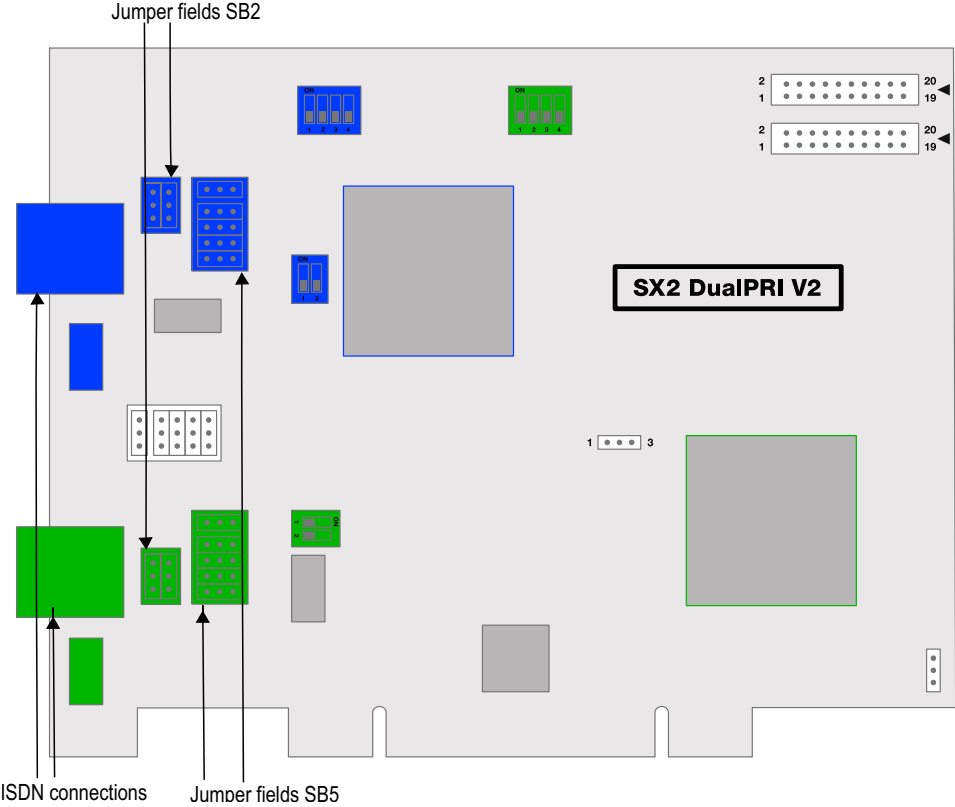 Jumper fields SB2
ON
1 2 3 4
ON
1 2 3 4
2 20
1 19
2 20
1 19
ON
1 2
SX2 DualPRI V2
1 3
1 ON
2
ISDN connections
Jumper fields SB5